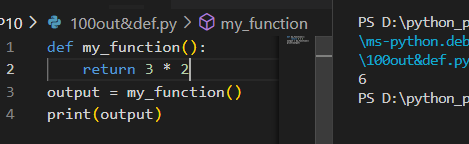 P10 > 100out&def.py > my_function
1 def my_function():
2     return 3 * 2
3 output = my_function()
4 print(output)
PS D:\python_p
\ms-python.deb
\100out&def.py
6
PS D:\python_p